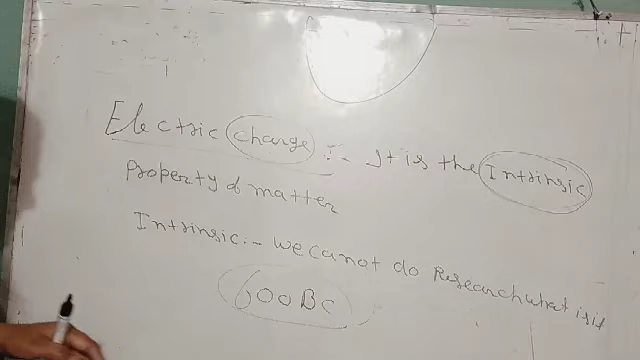 Electric charge :- It is the Intrinsic
Property of matter
Intrinsic :- we canot do Research what is it
600 BC